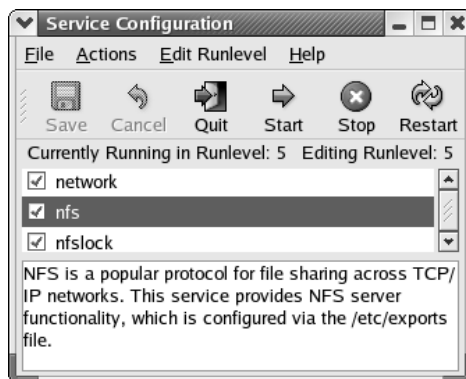 Service Configuration
File Actions Edit Runlevel Help
Save Cancel Quit Start Stop Restart
Currently Running in Runlevel: 5 Editing Runlevel: 5
network
nfs
nfslock
NFS is a popular protocol for file sharing across TCP/
IP networks. This service provides NFS server
functionality, which is configured via the /etc/exports
file.